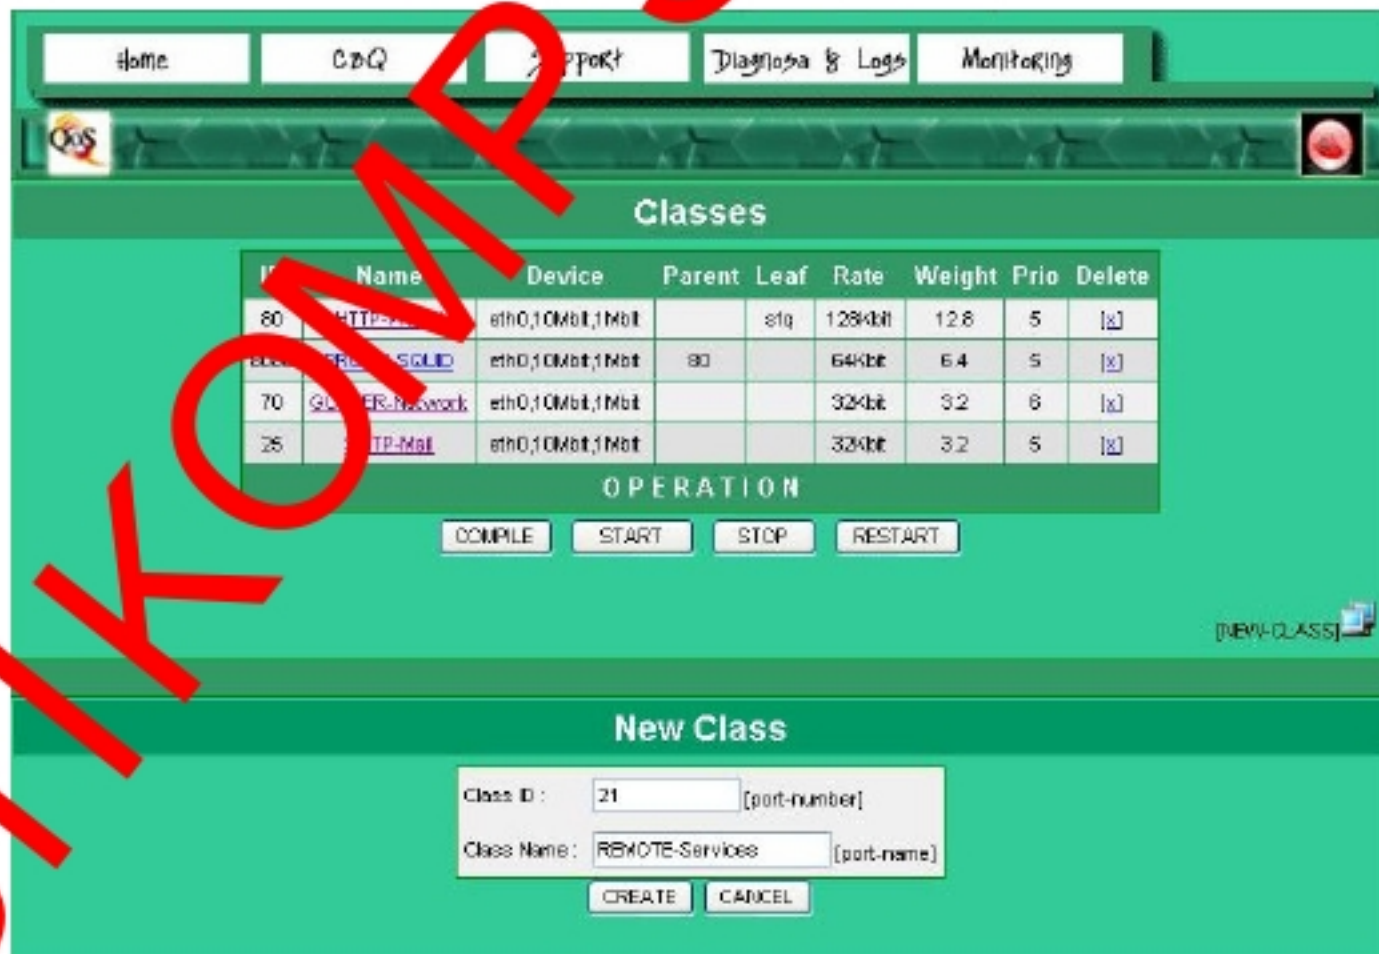 Home CBQ Support Diagnosa & Logs Monitoring
QoS
Classes
Name Device Parent Leaf Rate Weight Prio Delete
80 eth0,10Mbit,1Mbit sfq 128Kbit 12.8 5 [x]
SQUID eth0,10Mbit,1Mbit 80 64Kbit 6.4 5 [x]
70 eth0,10Mbit,1Mbit 32Kbit 3.2 6 [x]
25 eth0,10Mbit,1Mbit 32Kbit 3.2 5 [x]
OPERATION
COMPILE START STOP RESTART
[NEW-CLASS]
New Class
Class ID : 21 [port-number]
Class Name : REMOTE-Services [port-name]
CREATE CANCEL
IKOMP